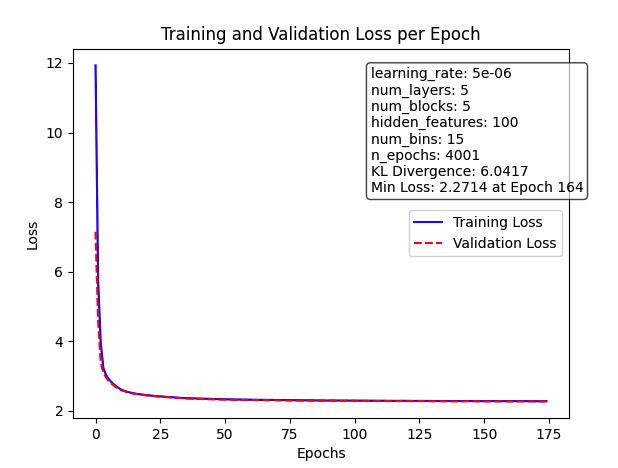 Training and Validation Loss per Epoch
12
10
8
6
4
2
Loss
learning_rate: 5e-06
num_layers: 5
num_blocks: 5
hidden_features: 100
num_bins: 15
n_epochs: 4001
KL Divergence: 6.0417
Min Loss: 2.2714 at Epoch 164
Training Loss
Validation Loss
0 25 50 75 100 125 150 175
Epochs